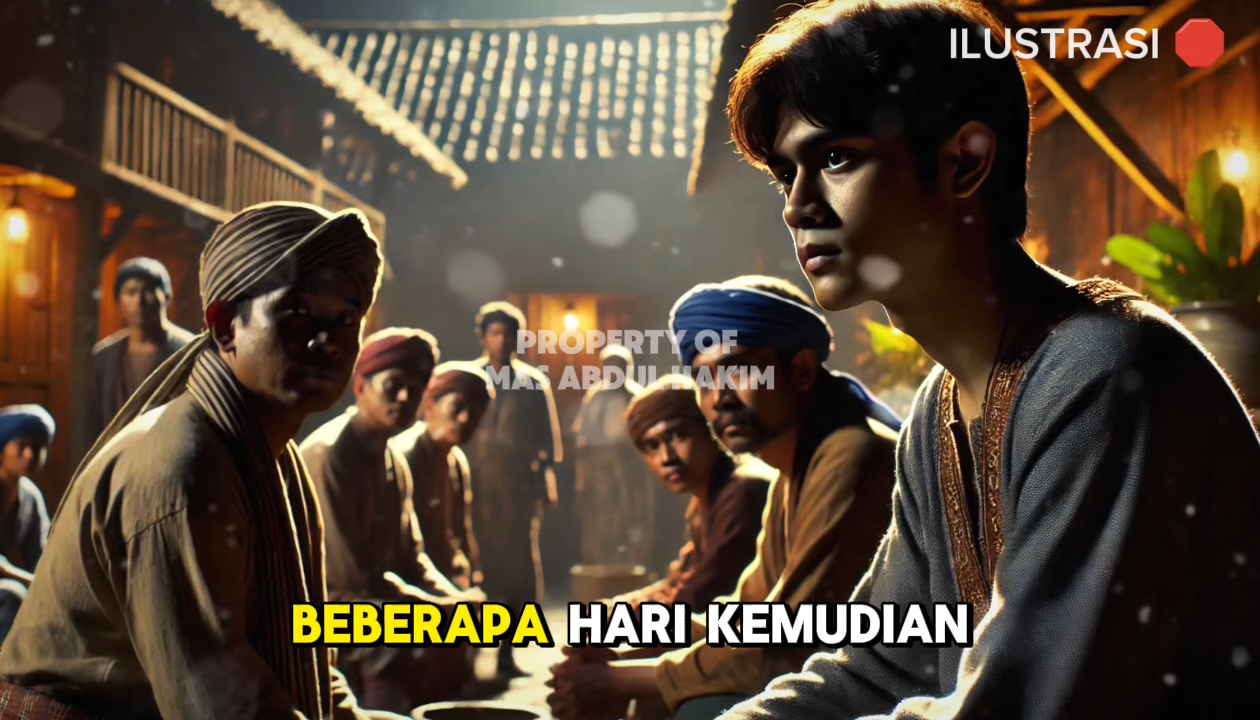 ILUSTRASI
PROPERTY OF
MAS ABDUL HAKIM
BEBERAPA HARI KEMUDIAN